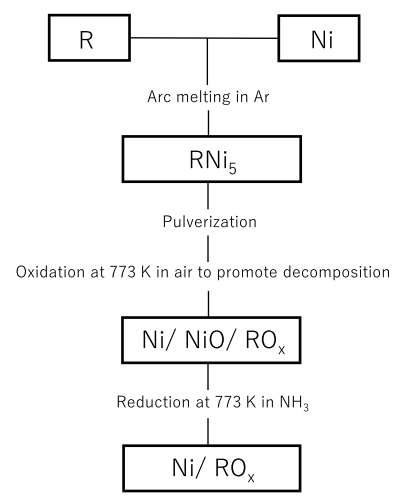 R Ni
Arc melting in Ar
RNi₅
Pulverization
Oxidation at 773 K in air to promote decomposition
Ni/ NiO/ ROₓ
Reduction at 773 K in NH₃
Ni/ ROₓ